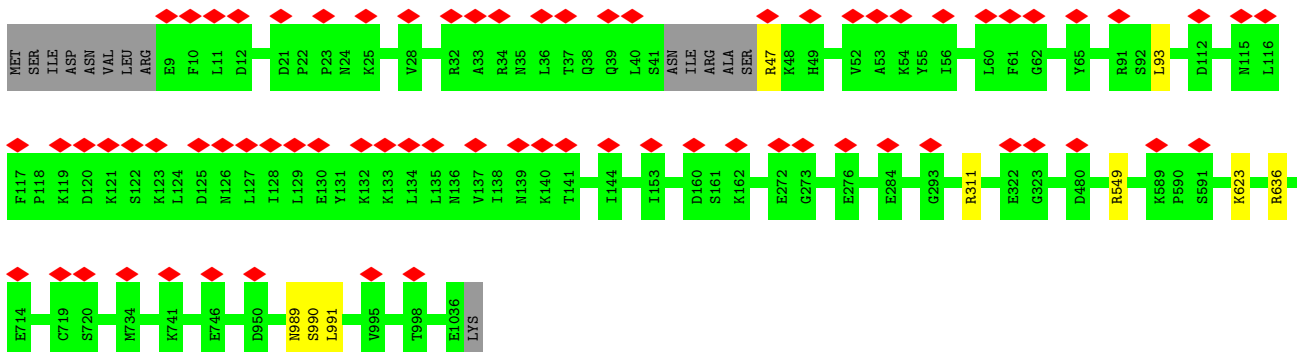 MET SER ILE ASP ASN VAL LEU ARG E9 F10 L11 D12 D21 P22 P23 N24 K25 V28 R32 A33 R34 N35 L36 T37 Q38 Q39 L40 S41 ASN ILE ARG ALA SER R47 K48 H49 V52 A53 K54 Y55 I56 L60 F61 G62 Y65 R91 S92 L93 D112 N115 L116
F117 P118 K119 D120 K121 S122 K123 L124 D125 N126 L127 I128 L129 E130 Y131 K132 K133 L134 L135 N136 V137 I138 N139 K140 T141 I144 I153 D160 S161 K162 E272 G273 E276 E284 G293 R311 E322 G323 D480 R549 K589 P590 S591 K623 R636
E714 C719 S720 M734 K741 E746 D950 N989 S990 L991 V995 T998 E1036 LYS